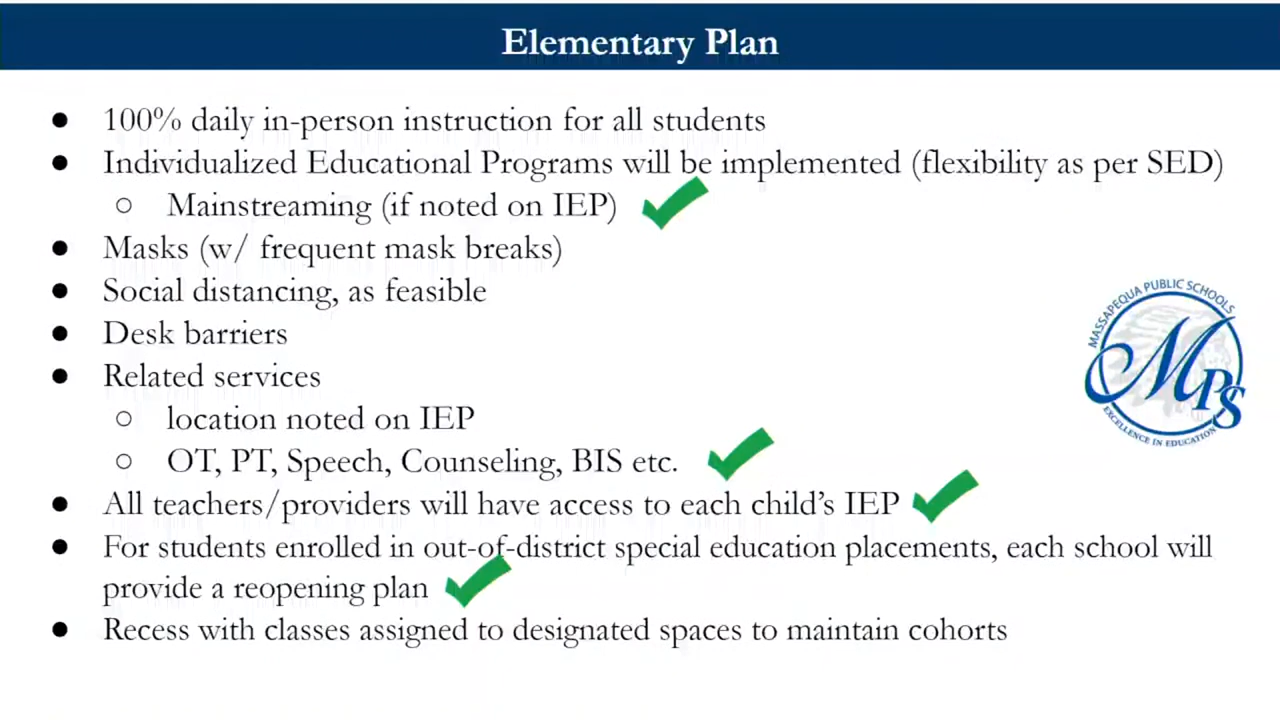 Elementary Plan
● 100% daily in-person instruction for all students
● Individualized Educational Programs will be implemented (flexibility as per SED)
○ Mainstreaming (if noted on IEP)
● Masks (w/ frequent mask breaks)
● Social distancing, as feasible
● Desk barriers
● Related services
○ location noted on IEP
○ OT, PT, Speech, Counseling, BIS etc.
● All teachers/providers will have access to each child's IEP
● For students enrolled in out-of-district special education placements, each school will
provide a reopening plan
● Recess with classes assigned to designated spaces to maintain cohorts
MASSAPEQUA PUBLIC SCHOOLS
MPS
EXCELLENCE IN EDUCATION